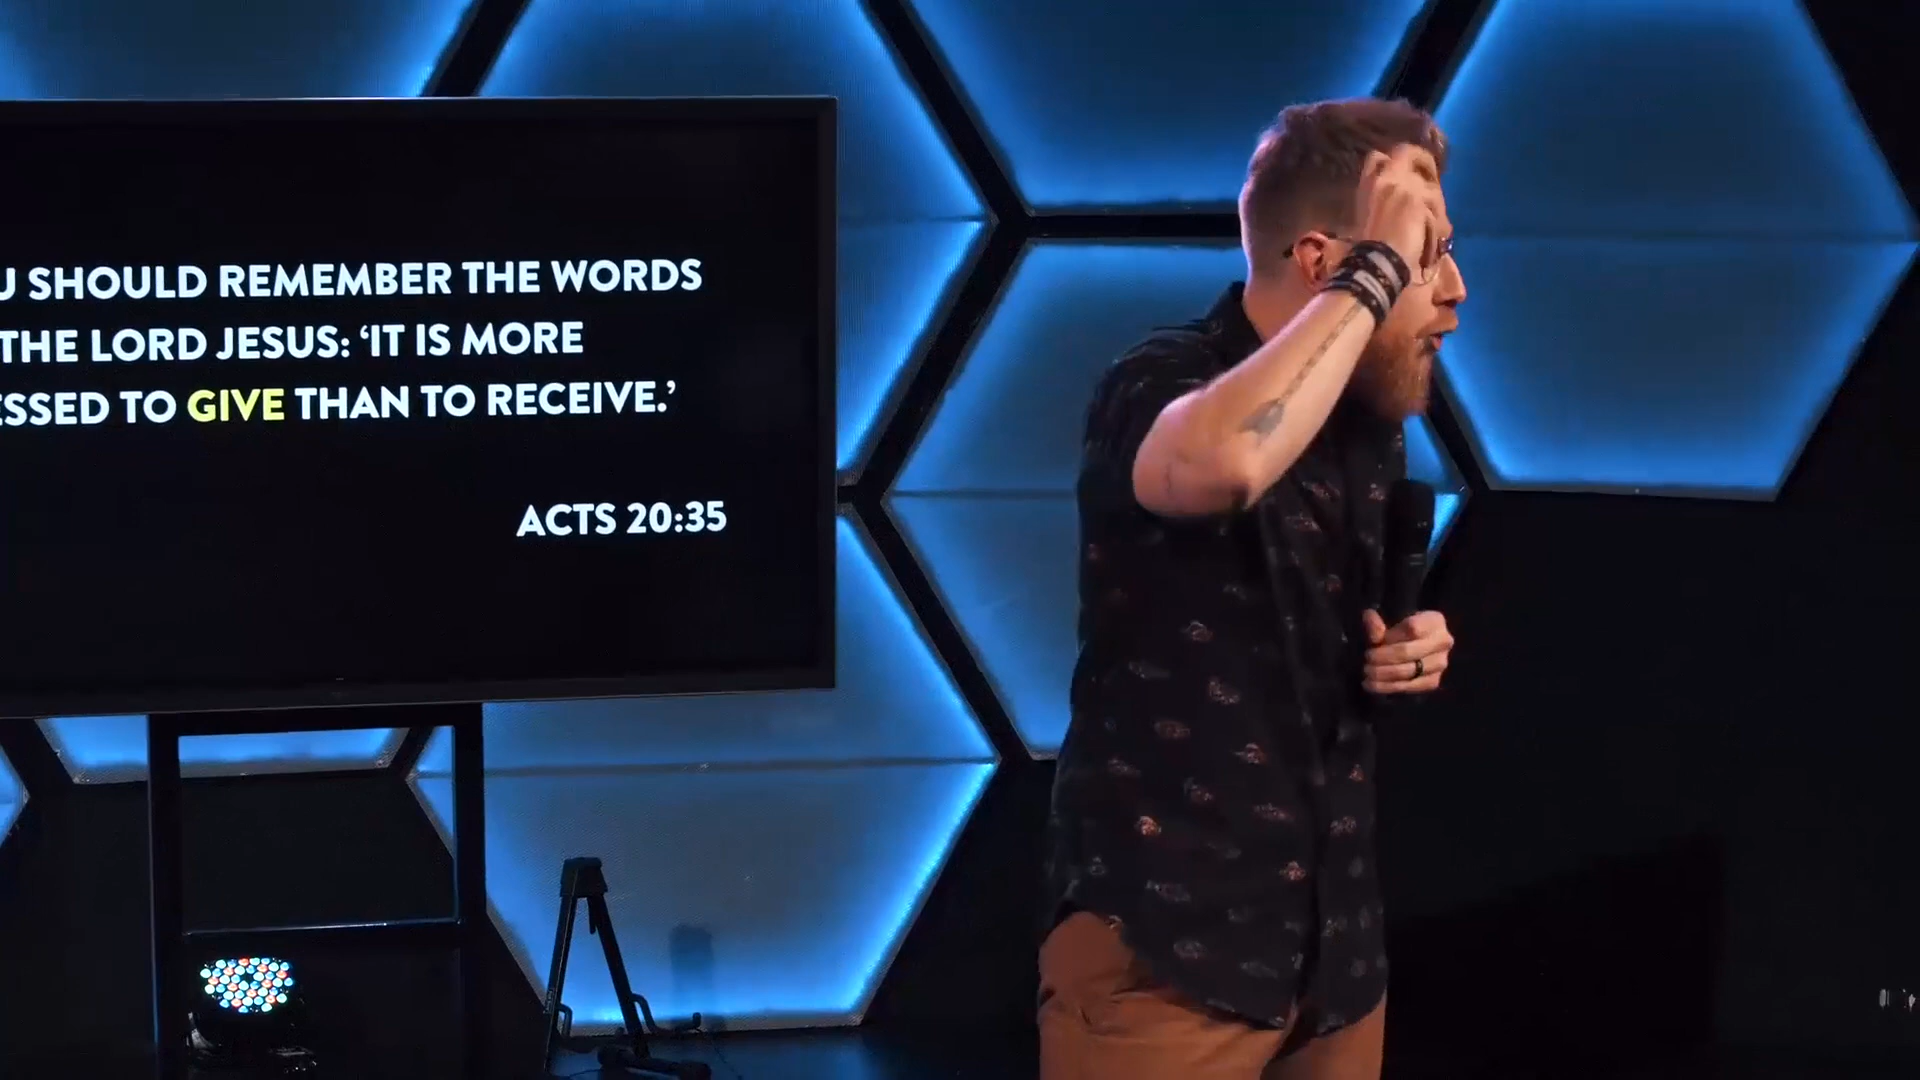 U SHOULD REMEMBER THE WORDS
THE LORD JESUS: ‘IT IS MORE
ESSED TO GIVE THAN TO RECEIVE.’
ACTS 20:35